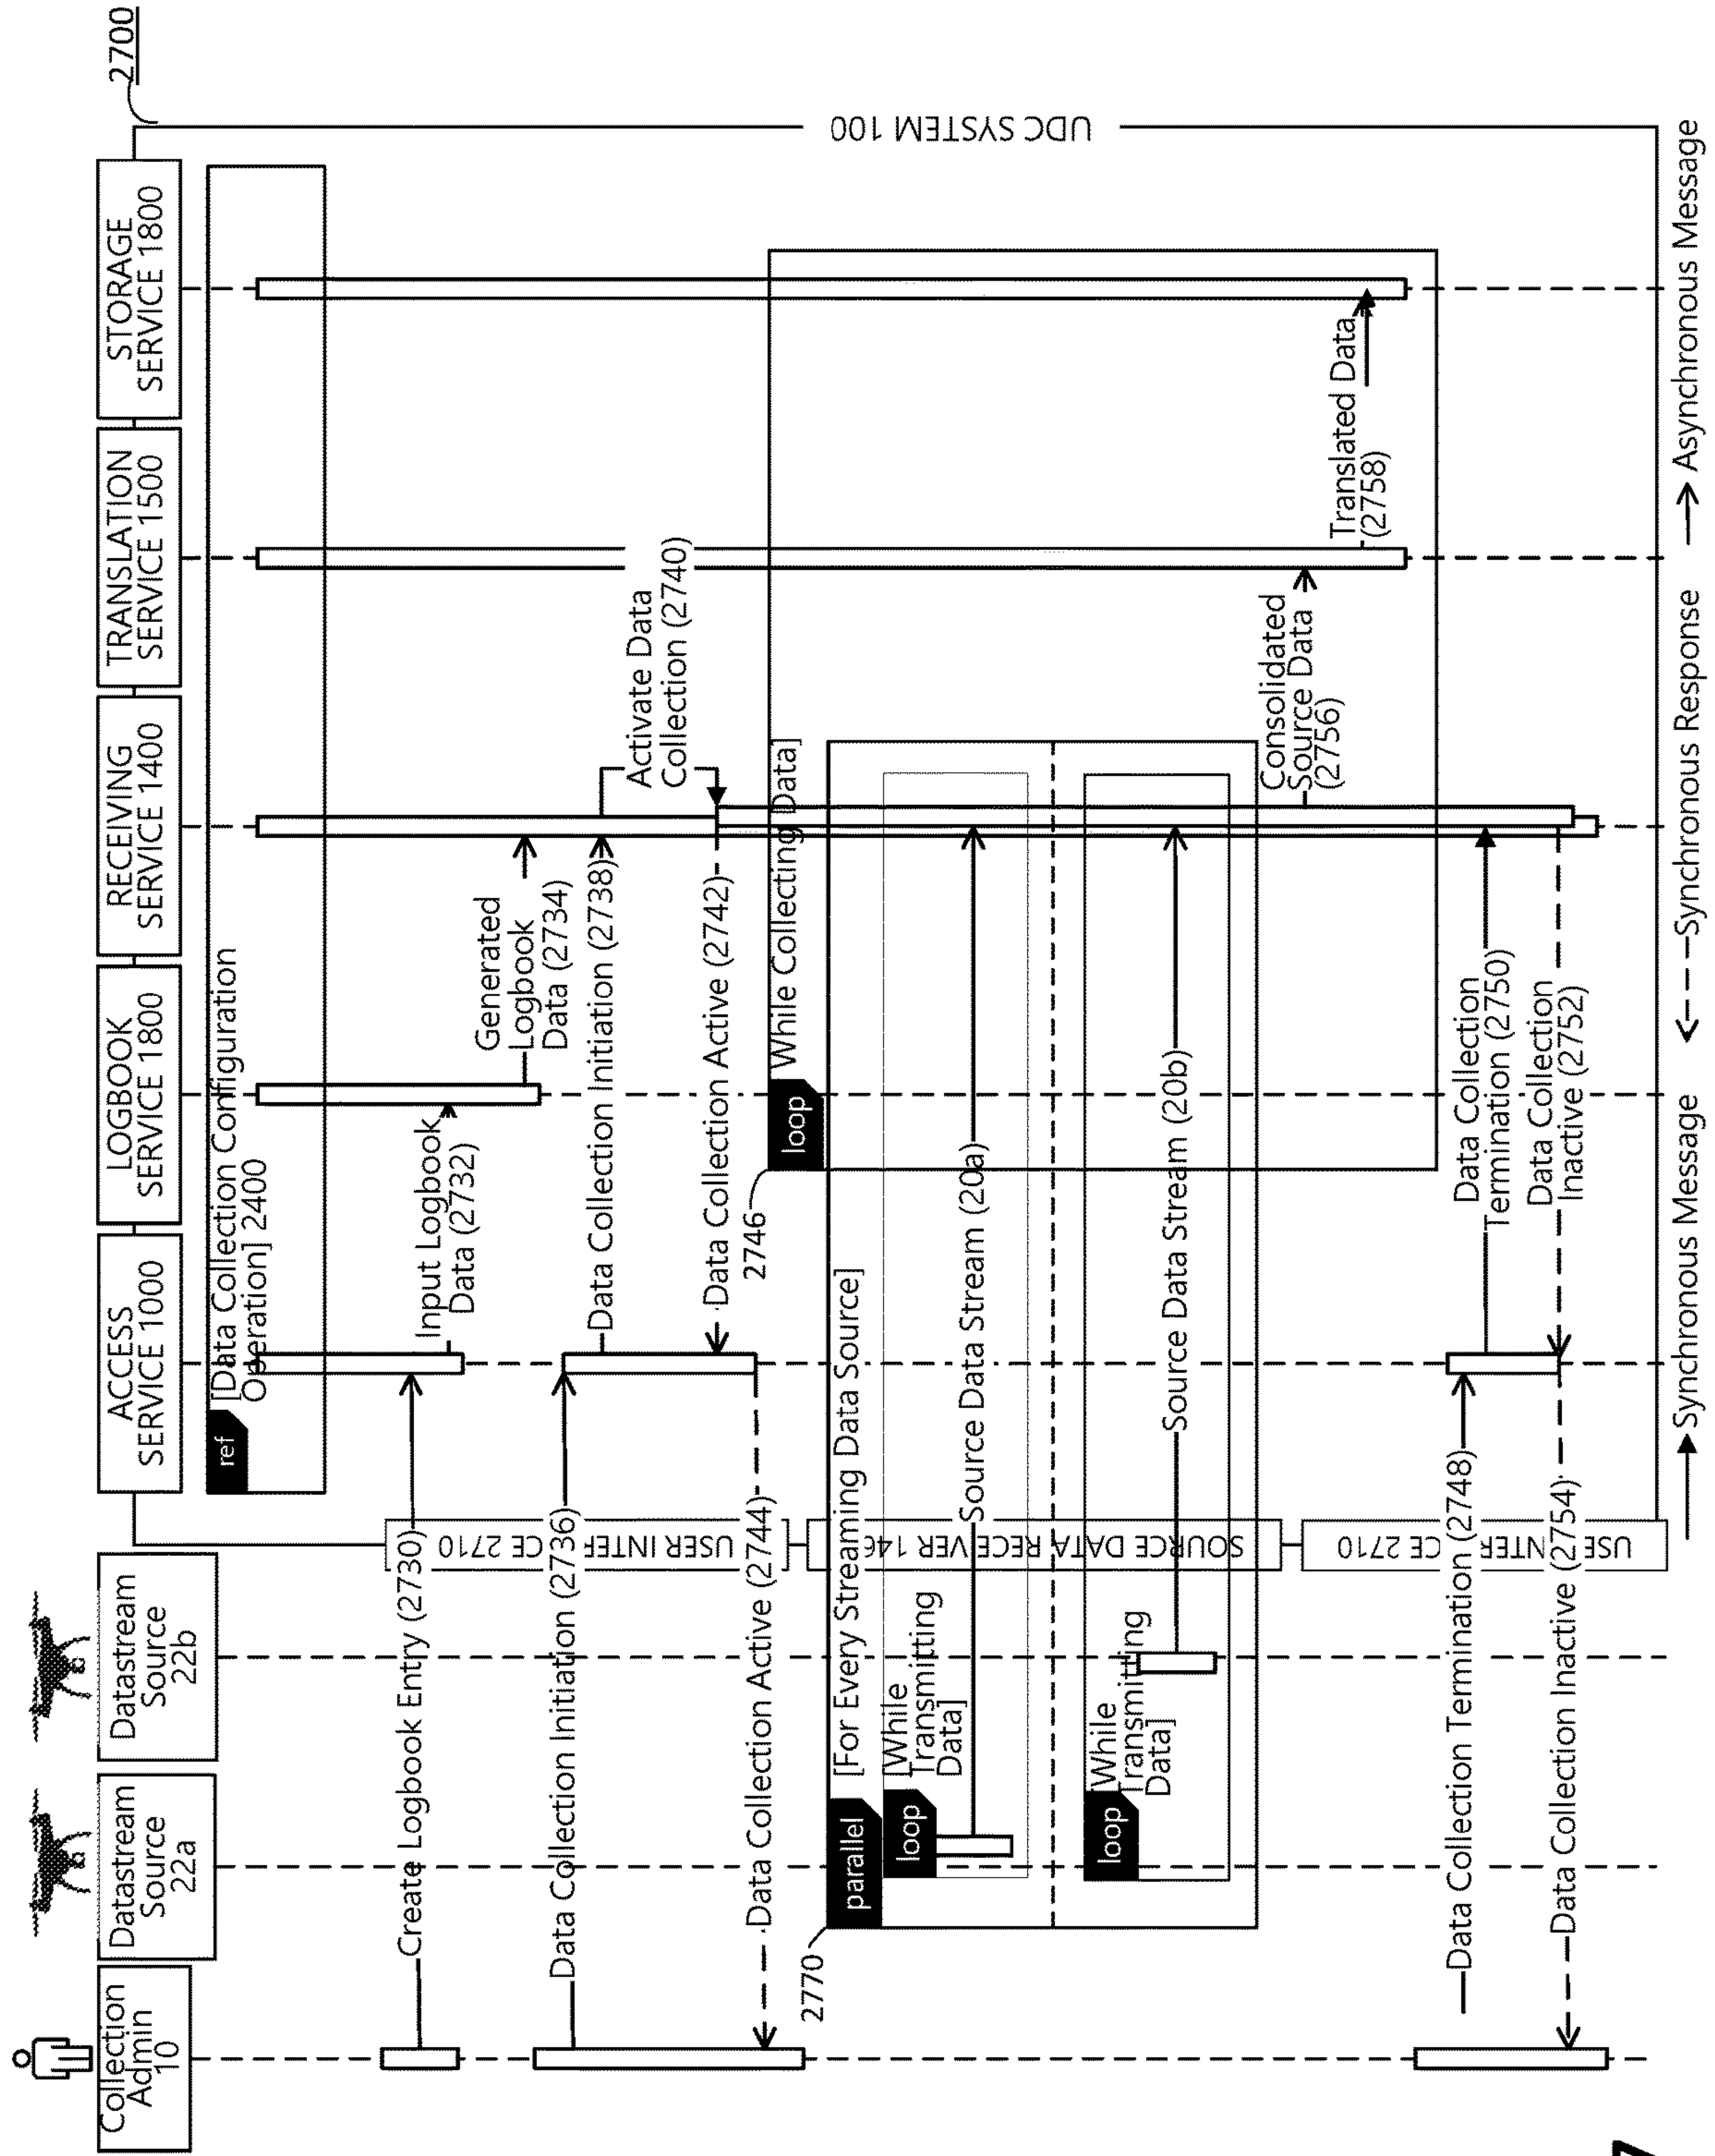 2700
Collection
Admin
10
Datastream
Source
22a
Datastream
Source
22b
ACCESS
SERVICE 1000
LOGBOOK
SERVICE 1800
RECEIVING
SERVICE 1400
TRANSLATION
SERVICE 1500
STORAGE
SERVICE 1800
UDC SYSTEM 100
ref
[Data Collection Configuration
Operation] 2400
Create Logbook Entry (2730)
Input Logbook
Data (2732)
Generated
Logbook
Data (2734)
USER INTERFACE 2710
Data Collection Initiation (2736)
Data Collection Initiation (2738)
Activate Data
Collection (2740)
Data Collection Active (2742)
Data Collection Active (2744)
2746
loop
While Collecting Data]
2770
parallel
[For Every Streaming Data Source]
loop
[While
Transmitting
Data]
Source Data Stream (20a)
SOURCE DATA RECEIVER 146
loop
[While
Transmitting
Data]
Source Data Stream (20b)
Consolidated
Source Data
(2756)
Translated Data
(2758)
USER INTERFACE 2710
Data Collection Termination (2748)
Data Collection
Termination (2750)
Data Collection
Inactive (2752)
Data Collection Inactive (2754)
Synchronous Message
Synchronous Response
Asynchronous Message
7